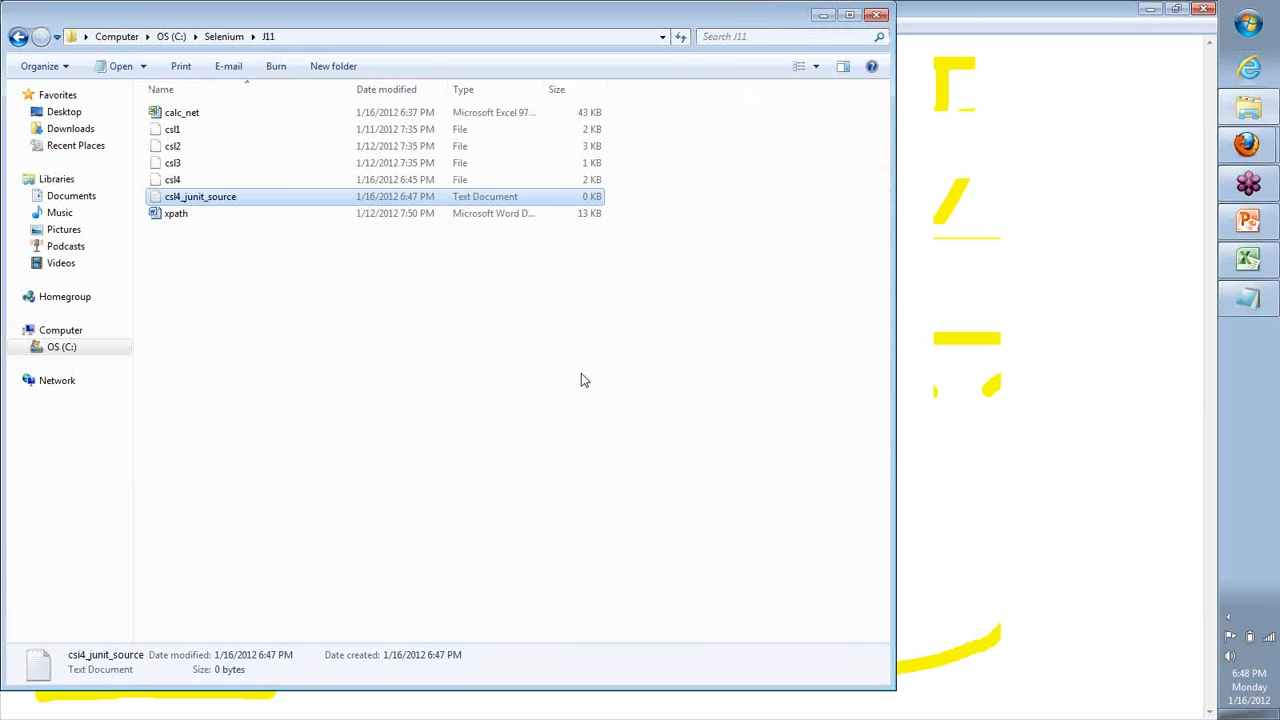 Computer OS (C:) Selenium J11 Search J11
Organize Open Print E-mail Burn New folder
Name Date modified Type Size
calc_net 1/16/2012 6:37 PM Microsoft Excel 97... 43 KB
csl1 1/11/2012 7:35 PM File 2 KB
csl2 1/12/2012 7:35 PM File 3 KB
csl3 1/12/2012 7:35 PM File 1 KB
csl4 1/16/2012 6:45 PM File 2 KB
csl4_junit_source 1/16/2012 6:47 PM Text Document 0 KB
xpath 1/12/2012 7:50 PM Microsoft Word D... 13 KB
Favorites
Desktop
Downloads
Recent Places
Libraries
Documents
Music
Pictures
Podcasts
Videos
Homegroup
Computer
OS (C:)
Network
csl4_junit_source Date modified: 1/16/2012 6:47 PM Date created: 1/16/2012 6:47 PM
Text Document Size: 0 bytes
6:48 PM
Monday
1/16/2012